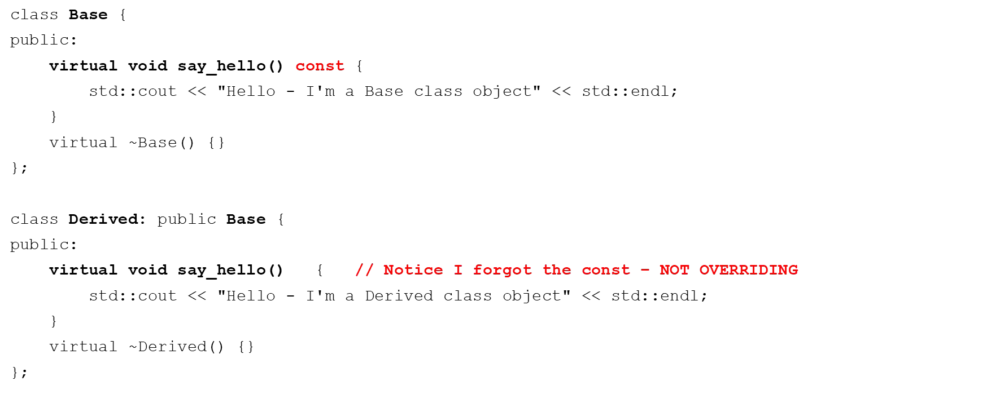 class Base {
public:
    virtual void say_hello() const {
        std::cout << "Hello - I'm a Base class object" << std::endl;
    }
    virtual ~Base() {}
};

class Derived: public Base {
public:
    virtual void say_hello()   {   // Notice I forgot the const – NOT OVERRIDING
        std::cout << "Hello - I'm a Derived class object" << std::endl;
    }
    virtual ~Derived() {}
};